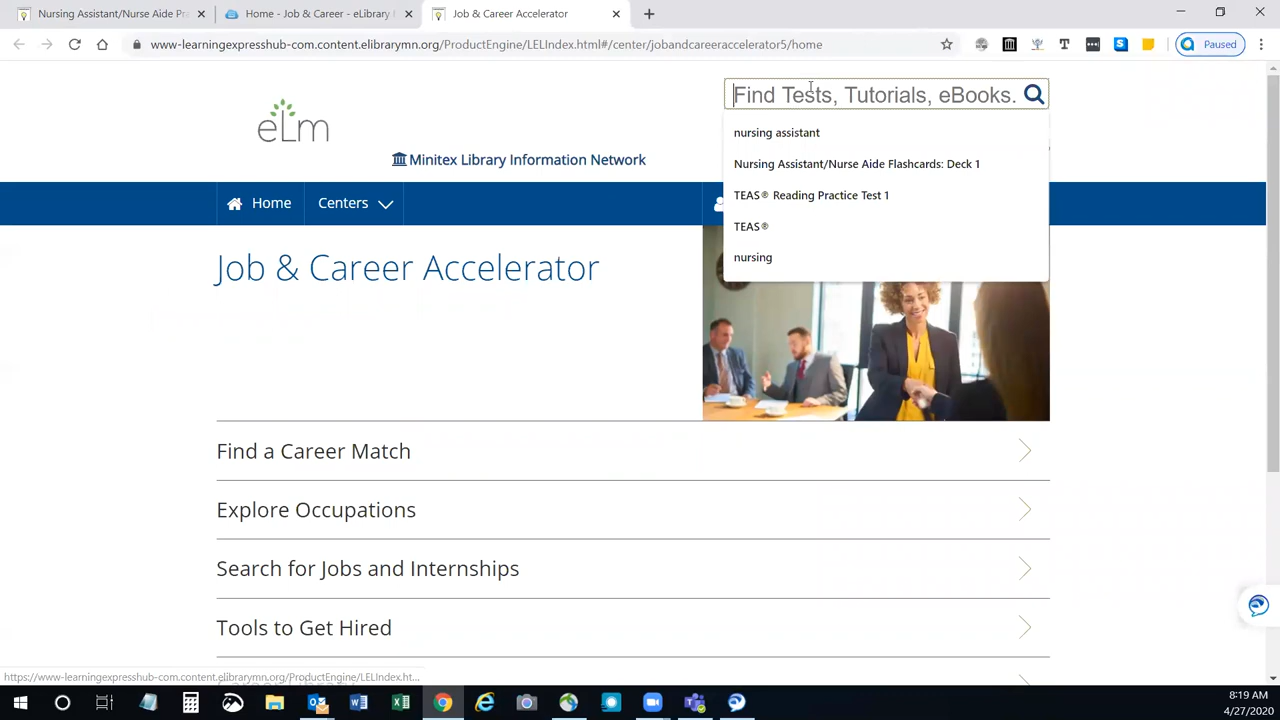 Nursing Assistant/Nurse Aide Pra
Home - Job & Career - eLibrary
Job & Career Accelerator
www-learningexpresshub-com.content.elibrarymn.org/ProductEngine/LELIndex.html#/center/jobandcareeraccelerator5/home
Paused
eLm
Find Tests, Tutorials, eBooks.
nursing assistant
Nursing Assistant/Nurse Aide Flashcards: Deck 1
TEAS® Reading Practice Test 1
TEAS®
nursing
Minitex Library Information Network
Home
Centers
Job & Career Accelerator
Find a Career Match
Explore Occupations
Search for Jobs and Internships
Tools to Get Hired
https://www-learningexpresshub-com.content.elibrarymn.org/ProductEngine/LELIndex.ht...
8:19 AM
4/27/2020